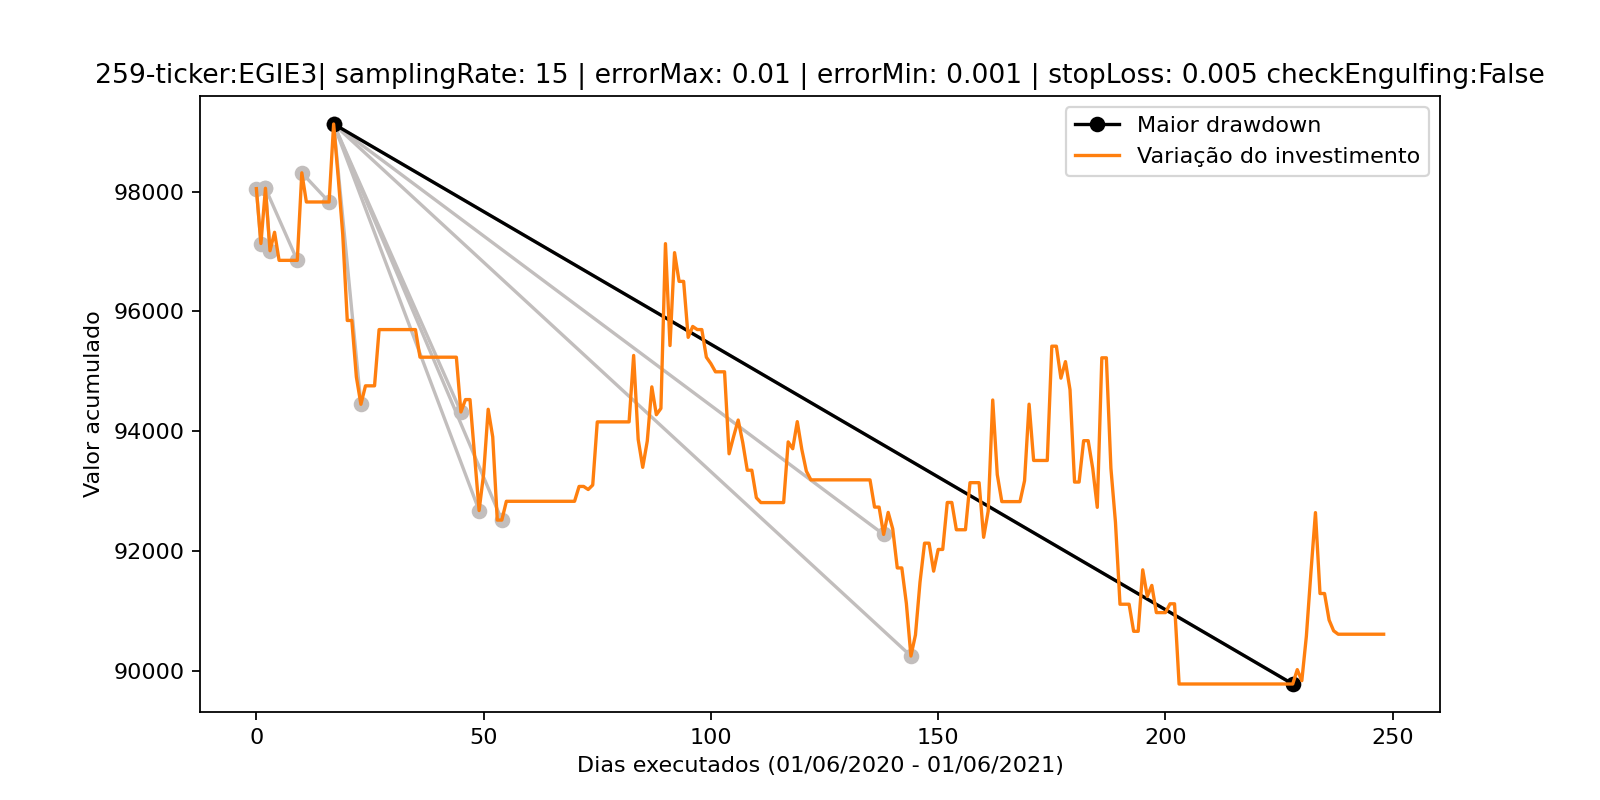 259-ticker:EGIE3| samplingRate: 15 | errorMax: 0.01 | errorMin: 0.001 | stopLoss: 0.005 checkEngulfing:False
Maior drawdown
Variação do investimento
Valor acumulado
98000
96000
94000
92000
90000
0 50 100 150 200 250
Dias executados (01/06/2020 - 01/06/2021)